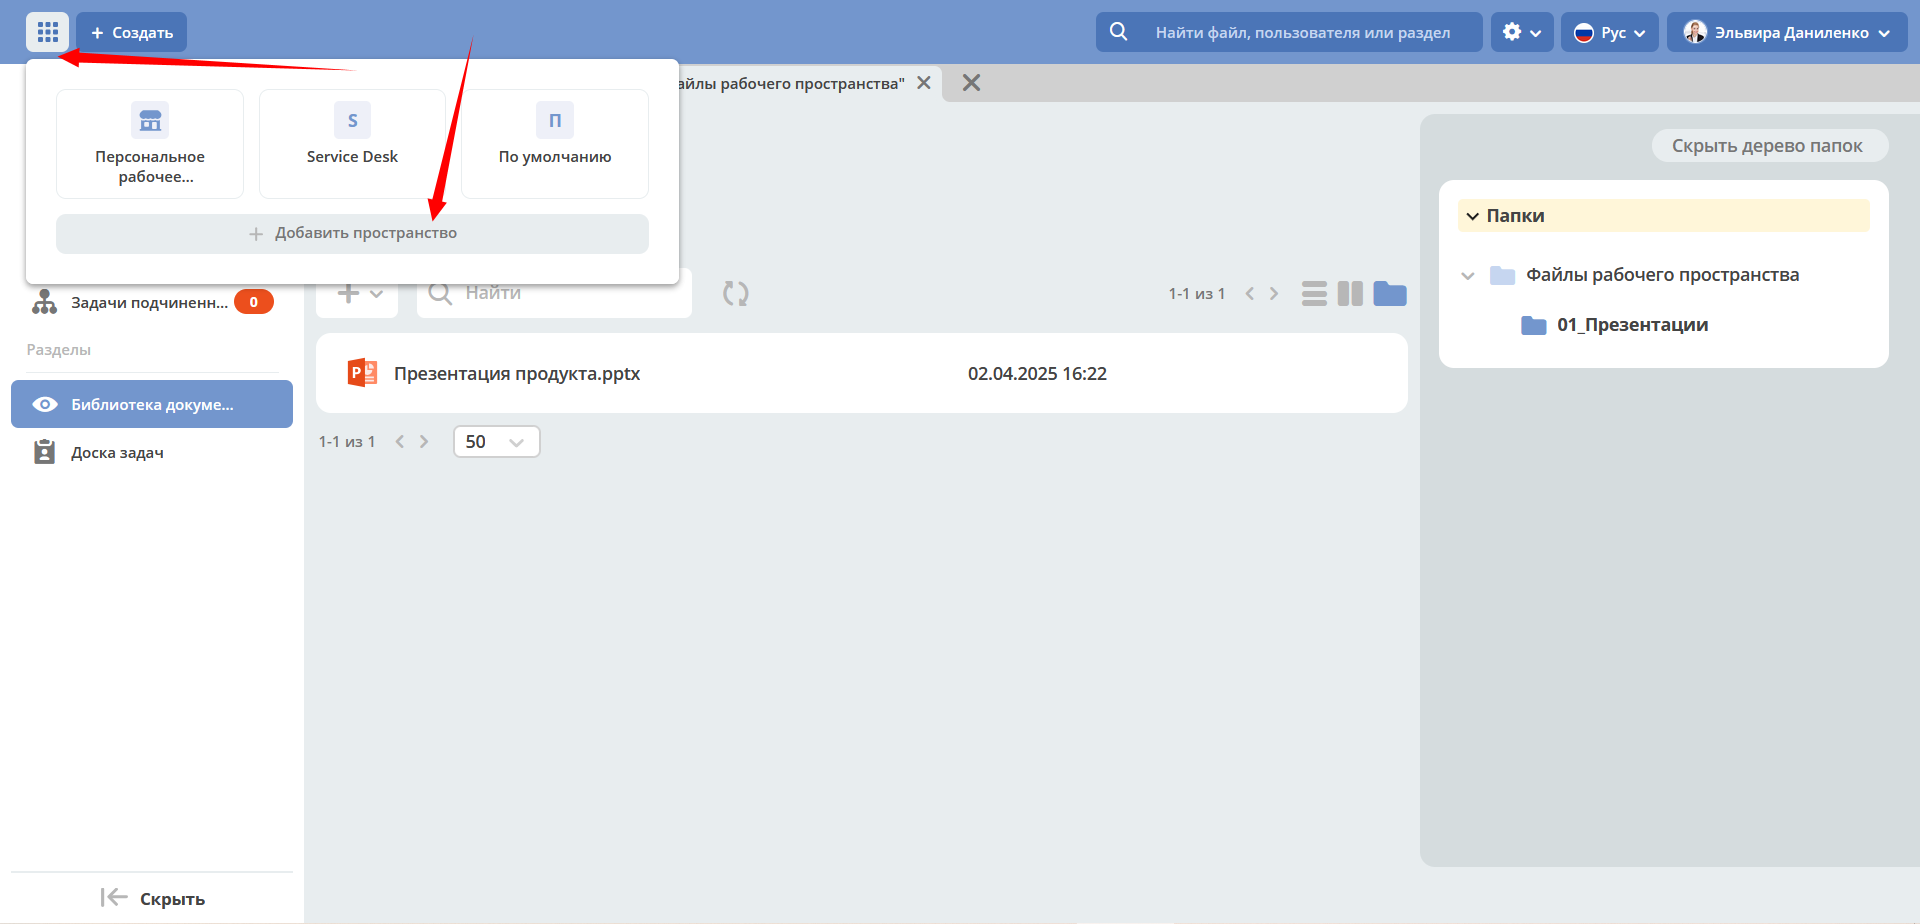 + Создать
Найти файл, пользователя или раздел
Рус
Эльвира Даниленко
айлы рабочего пространства"
Персональное
рабочее...
S
Service Desk
П
По умолчанию
+ Добавить пространство
Скрыть дерево папок
Папки
Файлы рабочего пространства
01_Презентации
Задачи подчиненн... 0
Разделы
Библиотека докуме...
Доска задач
Найти
1-1 из 1
P
Презентация продукта.pptx
02.04.2025 16:22
1-1 из 1
50
Скрыть